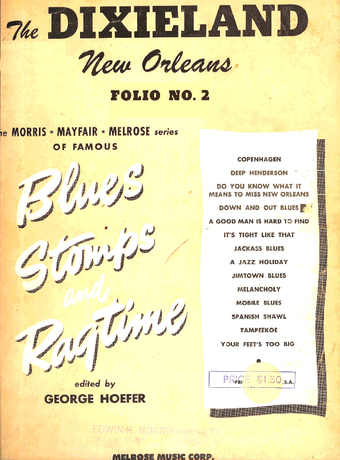 The DIXIELAND
New Orleans
FOLIO NO. 2
MORRIS ★ MAYFAIR ★ MELROSE series
OF FAMOUS
Blues
Stomps
and
Ragtime
edited by
GEORGE HOEFER
COPENHAGEN
DEEP HENDERSON
DO YOU KNOW WHAT IT
MEANS TO MISS NEW ORLEANS
DOWN AND OUT BLUES
A GOOD MAN IS HARD TO FIND
IT'S TIGHT LIKE THAT
JACKASS BLUES
A JAZZ HOLIDAY
JIMTOWN BLUES
MELANCHOLY
MOBILE BLUES
SPANISH SHAWL
TAMPEEKOE
YOUR FEET'S TOO BIG
PRICE $1.50 S.A.
EDWIN H. MORRIS
MELROSE MUSIC CORP.